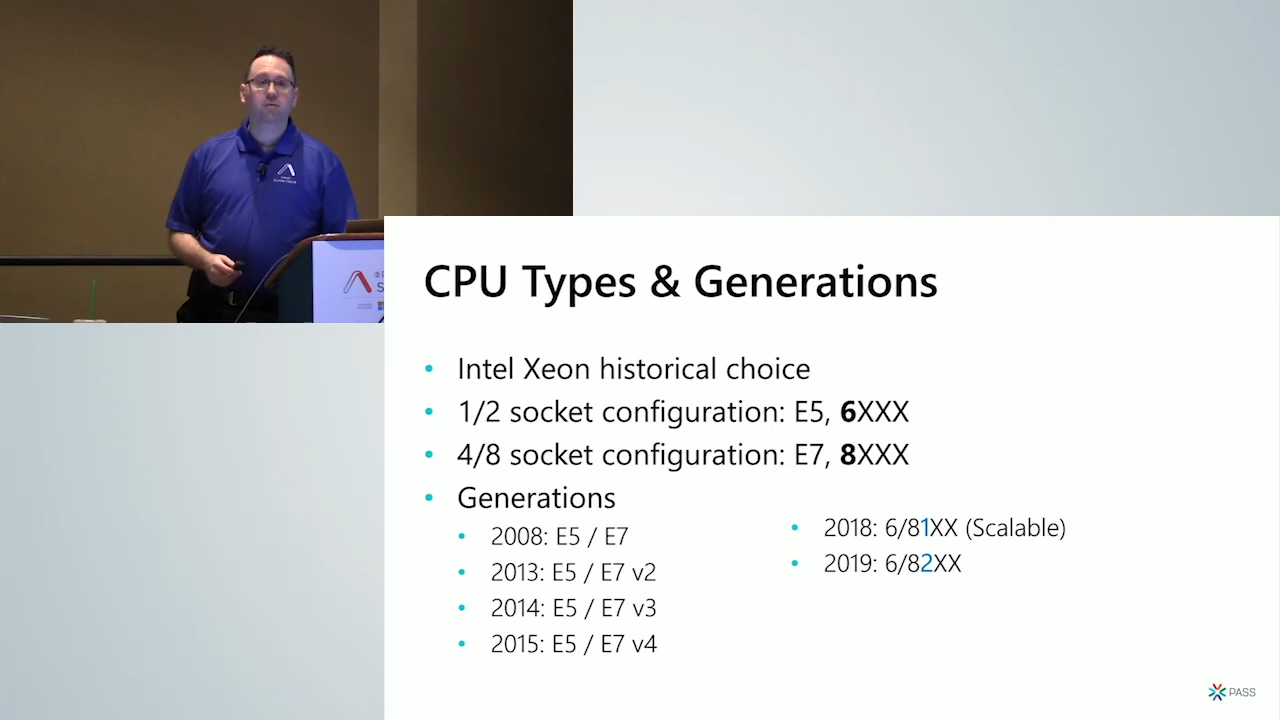 CPU Types & Generations
• Intel Xeon historical choice
• 1/2 socket configuration: E5, 6XXX
• 4/8 socket configuration: E7, 8XXX
• Generations
• 2008: E5 / E7
• 2013: E5 / E7 v2
• 2014: E5 / E7 v3
• 2015: E5 / E7 v4
• 2018: 6/81XX (Scalable)
• 2019: 6/82XX
PASS